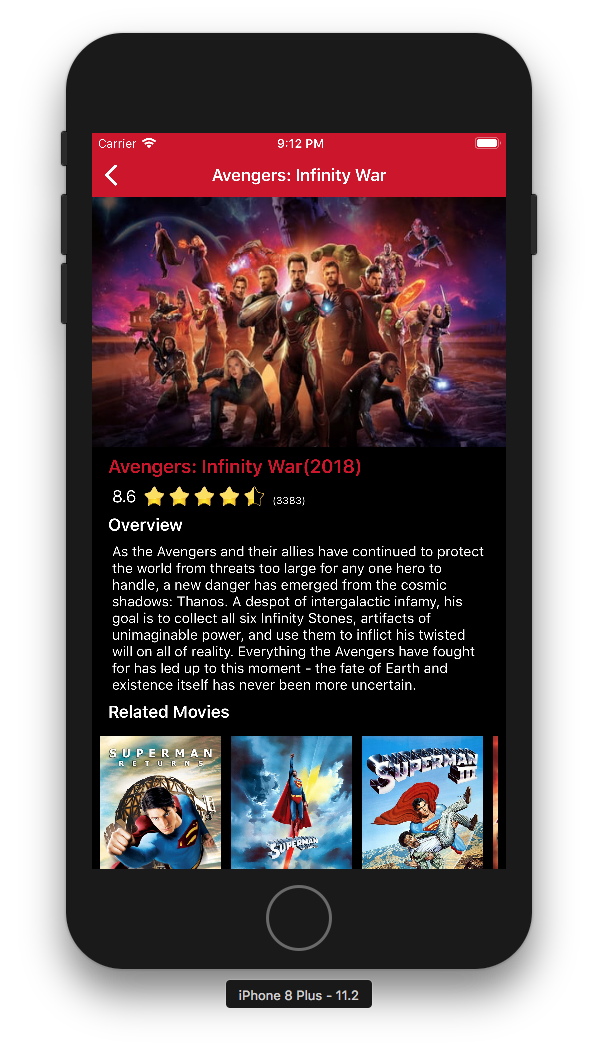 Carrier 9:12 PM
Avengers: Infinity War
Avengers: Infinity War(2018)
8.6 (3383)
Overview
As the Avengers and their allies have continued to protect
the world from threats too large for any one hero to
handle, a new danger has emerged from the cosmic
shadows: Thanos. A despot of intergalactic infamy, his
goal is to collect all six Infinity Stones, artifacts of
unimaginable power, and use them to inflict his twisted
will on all of reality. Everything the Avengers have fought
for has led up to this moment - the fate of Earth and
existence itself has never been more uncertain.
Related Movies
SUPERMAN
RETURNS
SUPERMAN
SUPERMAN
III
iPhone 8 Plus - 11.2